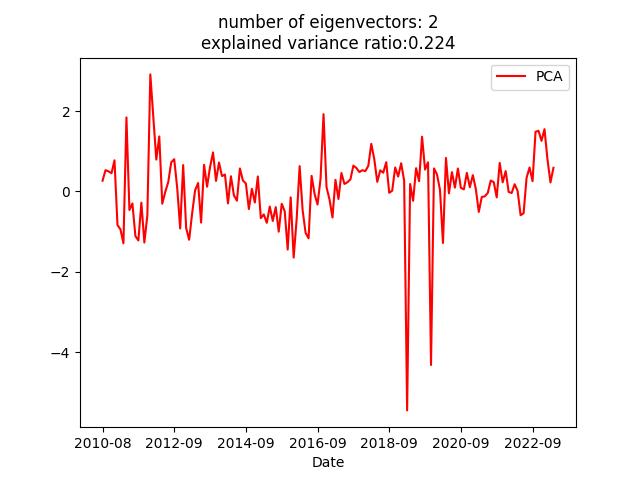 number of eigenvectors: 2
explained variance ratio:0.224
PCA
2
0
−2
−4
2010-08 2012-09 2014-09 2016-09 2018-09 2020-09 2022-09
Date